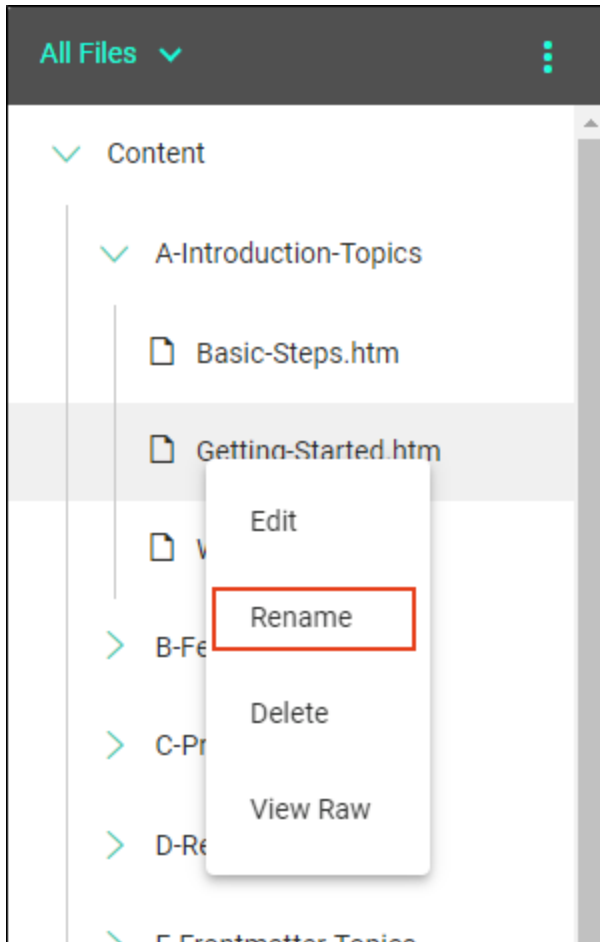 All Files
Content
A-Introduction-Topics
Basic-Steps.htm
Getting-Started.htm
Edit
Rename
Delete
View Raw